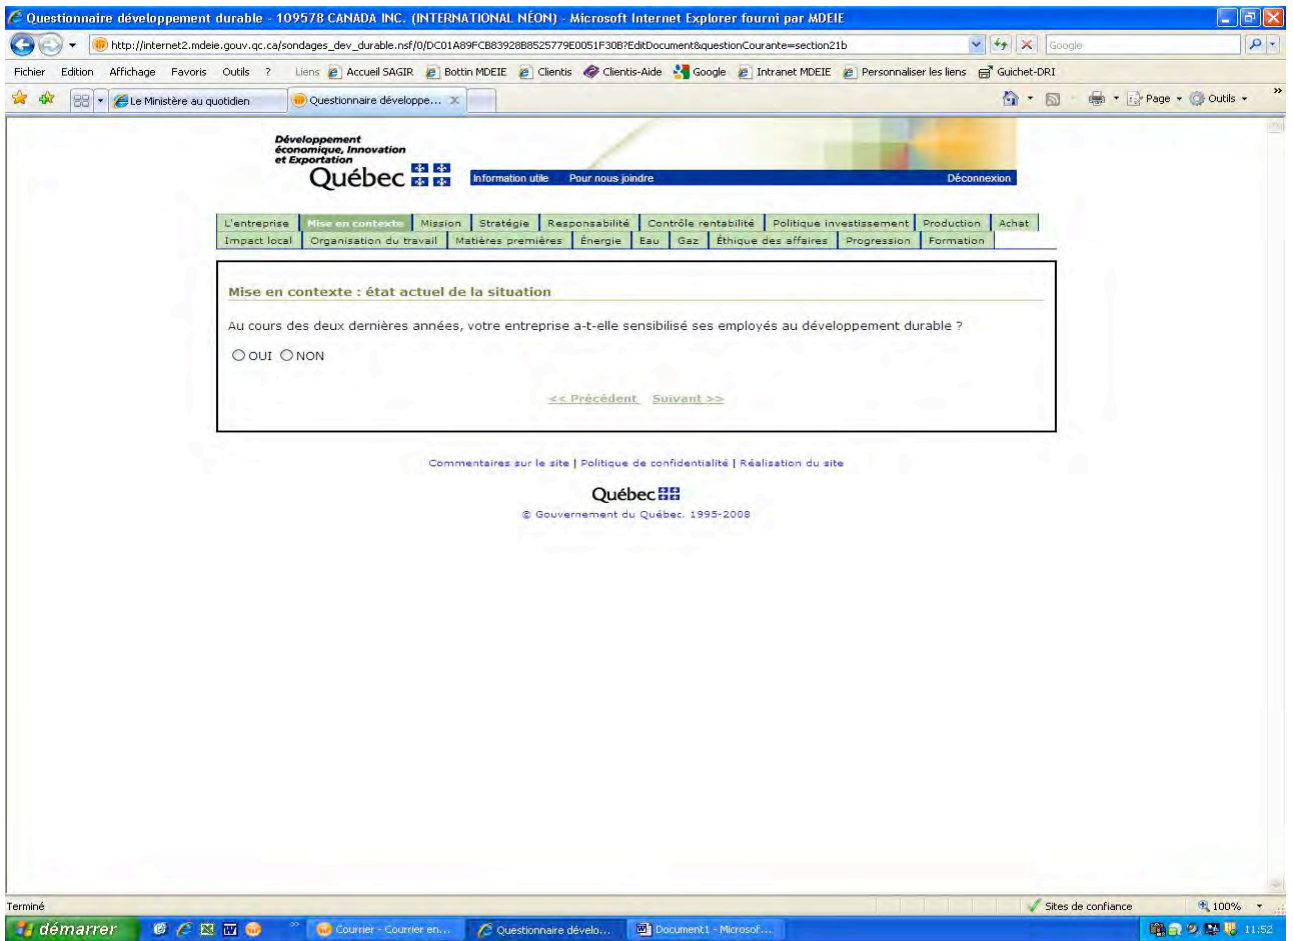 Questionnaire développement durable - 109578 CANADA INC. (INTERNATIONAL NÉON) - Microsoft Internet Explorer fourni par MDEIE
http://internet2.mdeie.gouv.qc.ca/sondages_dev_durable.nsf/0/DC01A89FCB83928B8525779E0051F30B?EditDocument&questionCourante=section21b Google
Fichier Edition Affichage Favoris Outils ? Liens Accueil SAGIR Bottin MDEIE Clientis Clientis-Aide Google Intranet MDEIE Personnaliser les liens Guichet-DRI
Le Ministère au quotidien Questionnaire développe... X Page Outils »
Développement
économique, Innovation
et Exportation
Québec
Information utile Pour nous joindre Déconnexion
L'entreprise Mise en contexte Mission Stratégie Responsabilité Contrôle rentabilité Politique investissement Production Achat
Impact local Organisation du travail Matières premières Énergie Eau Gaz Éthique des affaires Progression Formation
Mise en contexte : état actuel de la situation
Au cours des deux dernières années, votre entreprise a-t-elle sensibilisé ses employés au développement durable ?
OUI NON
<< Précédent Suivant >>
Commentaires sur le site | Politique de confidentialité | Réalisation du site
Québec
© Gouvernement du Québec, 1995-2008
Terminé Sites de confiance 100%
démarrer » Courrier - Courrier en... Questionnaire dévelo... Document1 - Microsof... 11:52